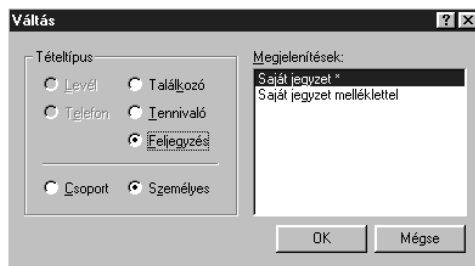 Váltás
Tételtípus
Levél
Találkozó
Telefon
Tennivaló
Feljegyzés
Csoport
Személyes
Megjelenítések:
Saját jegyzet *
Saját jegyzet melléklettel
OK
Mégse